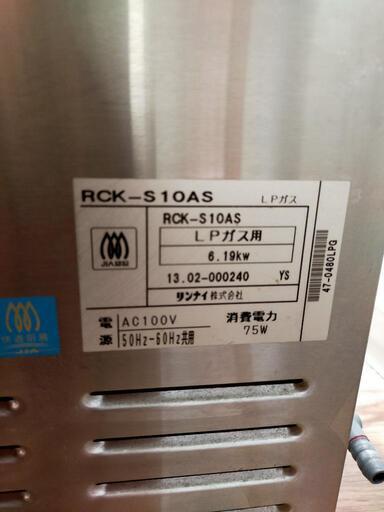 RCK-S10AS LPガス
RCK-S10AS
LPガス用
6.19kw
13.02-000240 YS
リンナイ株式会社
電源 AC100V
50Hz-60Hz共用
消費電力
75W
47-0480LPG